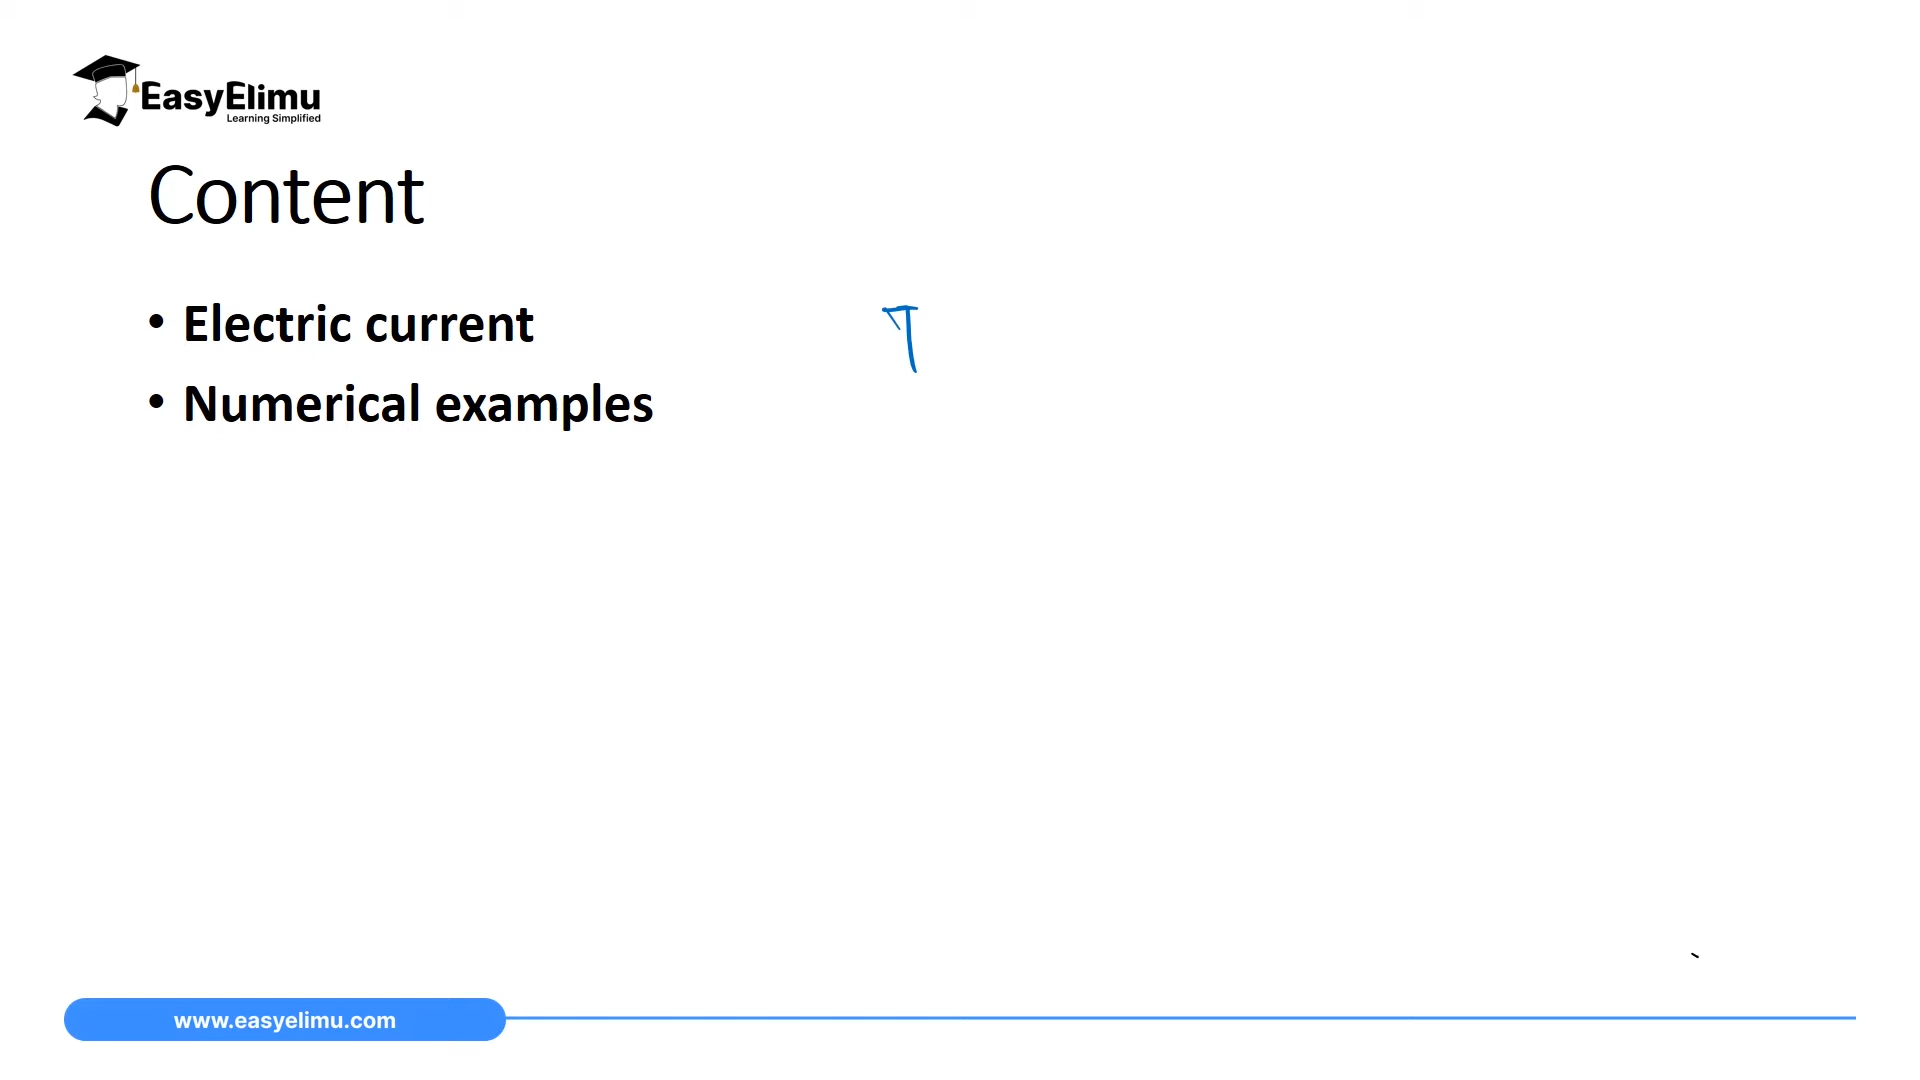 EasyElimu
Learning Simplified
Content
• Electric current
• Numerical examples
www.easyelimu.com